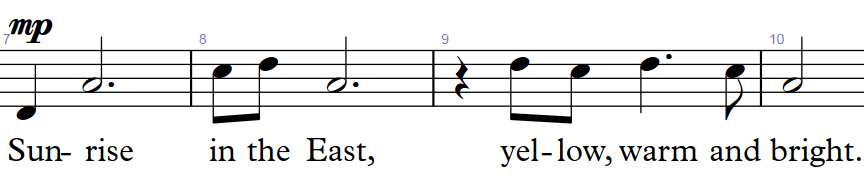 mp
7 8 9 10
Sun- rise in the East, yel-low, warm and bright.